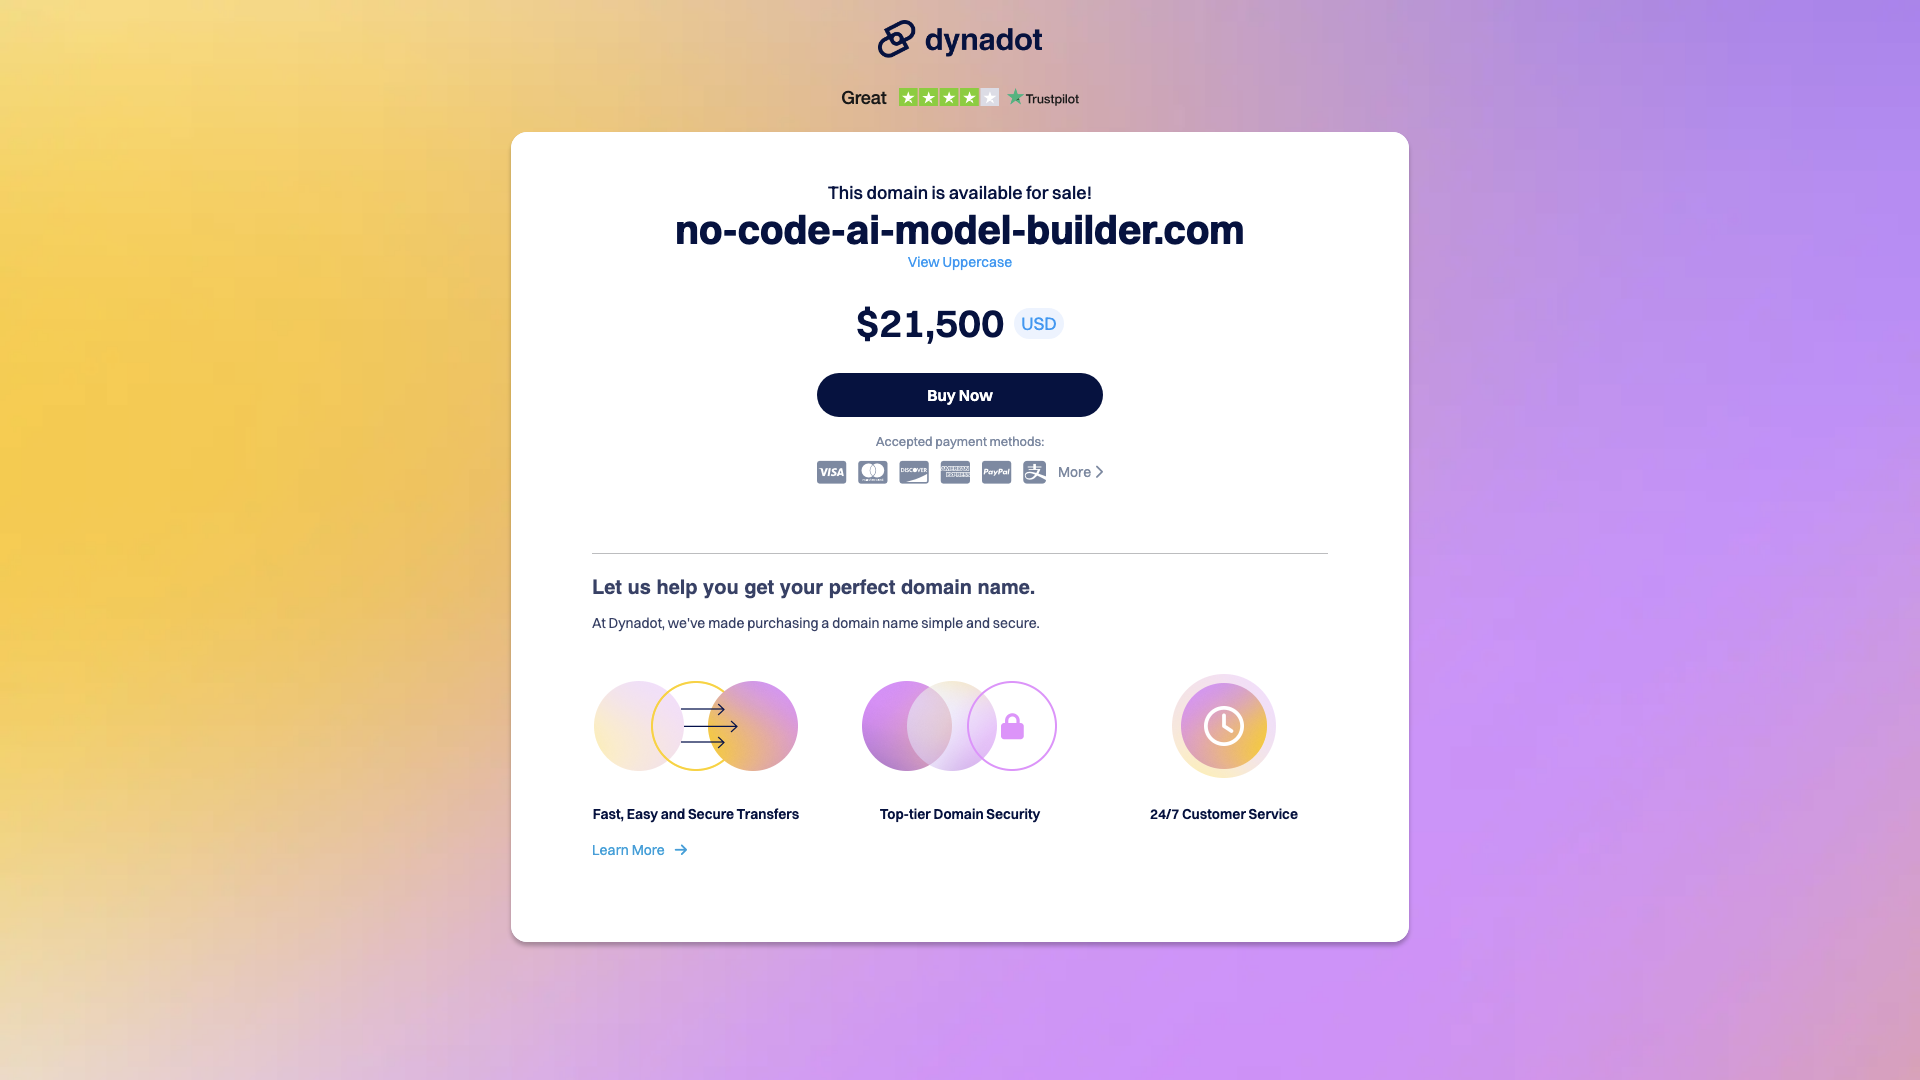 dynadot
Great
Trustpilot
This domain is available for sale!
no-code-ai-model-builder.com
View Uppercase
$21,500 USD
Buy Now
Accepted payment methods:
VISA
DISCOVER
AMERICAN EXPRESS
PayPal
支
More
Let us help you get your perfect domain name.
At Dynadot, we've made purchasing a domain name simple and secure.
Fast, Easy and Secure Transfers
Top-tier Domain Security
24/7 Customer Service
Learn More